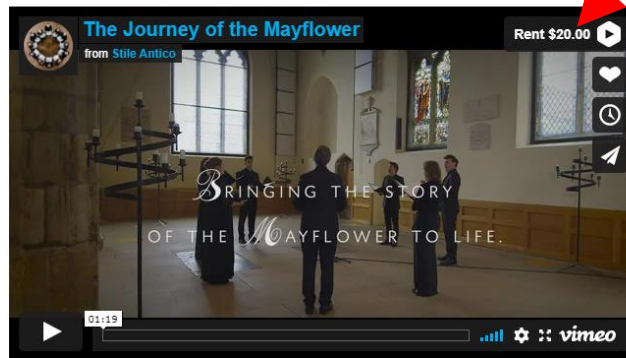 The Journey of the Mayflower
from Stile Antico
Rent $20.00
BRINGING THE STORY
OF THE MAYFLOWER TO LIFE.
01:19
vimeo